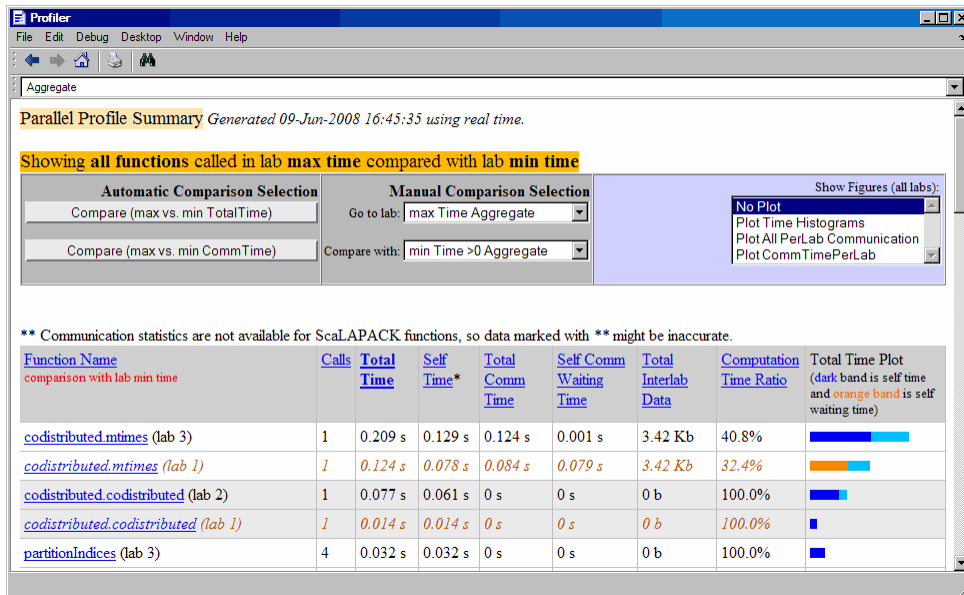 Profiler
File Edit Debug Desktop Window Help
Aggregate
Parallel Profile Summary Generated 09-Jun-2008 16:45:35 using real time.
Showing all functions called in lab max time compared with lab min time
Automatic Comparison Selection
Compare (max vs. min TotalTime)
Compare (max vs. min CommTime)
Manual Comparison Selection
Go to lab: max Time Aggregate
Compare with: min Time >0 Aggregate
Show Figures (all labs):
No Plot
Plot Time Histograms
Plot All PerLab Communication
Plot CommTimePerLab
** Communication statistics are not available for ScaLAPACK functions, so data marked with ** might be inaccurate.
Function Name
comparison with lab min time
Calls
Total Time
Self Time*
Total Comm Time
Self Comm Waiting Time
Total Interlab Data
Computation Time Ratio
Total Time Plot
(dark band is self time
and orange band is self
waiting time)
codistributed.mtimes (lab 3) 1 0.209 s 0.129 s 0.124 s 0.001 s 3.42 Kb 40.8%
codistributed.mtimes (lab 1) 1 0.124 s 0.078 s 0.084 s 0.079 s 3.42 Kb 32.4%
codistributed.codistributed (lab 2) 1 0.077 s 0.061 s 0 s 0 s 0 b 100.0%
codistributed.codistributed (lab 1) 1 0.014 s 0.014 s 0 s 0 s 0 b 100.0%
partitionIndices (lab 3) 4 0.032 s 0.032 s 0 s 0 s 0 b 100.0%